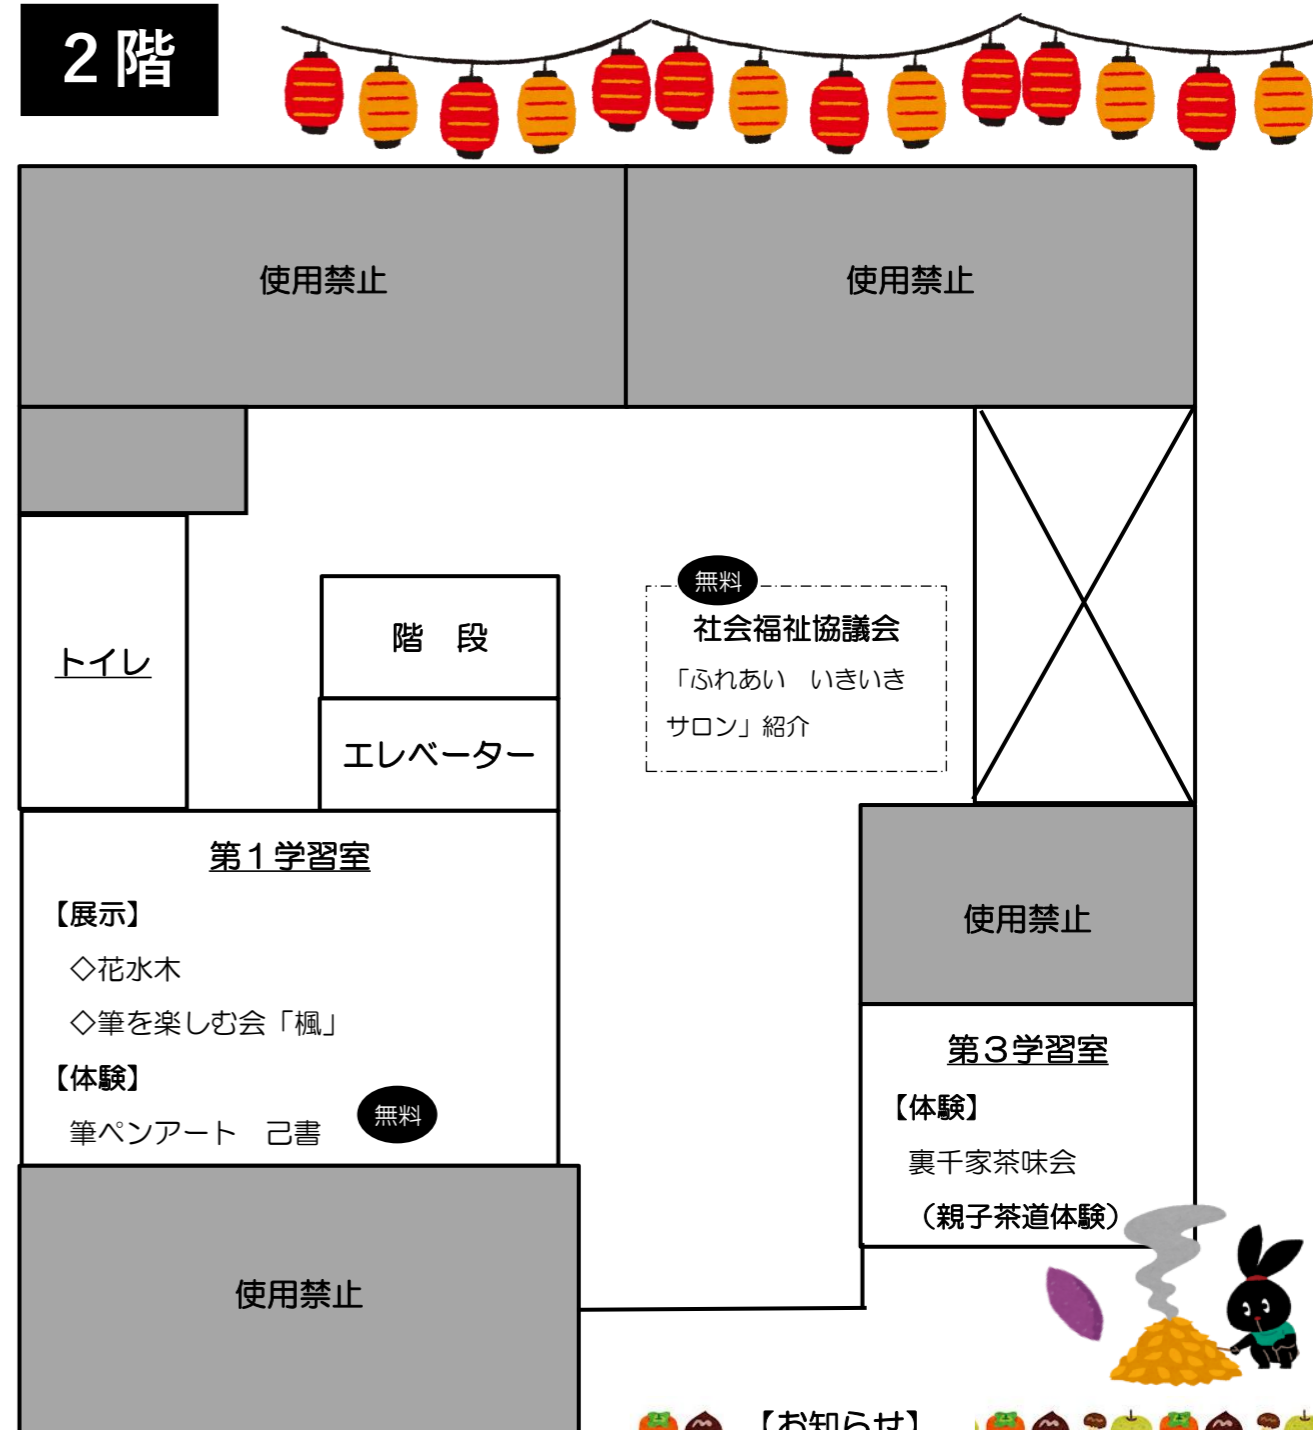 2階
使用禁止
使用禁止
無料
社会福祉協議会
「ふれあい　いきいき
サロン」紹介
階　段
トイレ
エレベーター
第1学習室
【展示】
◇花水木
◇筆を楽しむ会「楓」
【体験】
筆ペンアート　己書
無料
使用禁止
第3学習室
【体験】
裏千家茶味会
（親子茶道体験）
使用禁止
【お知らせ】